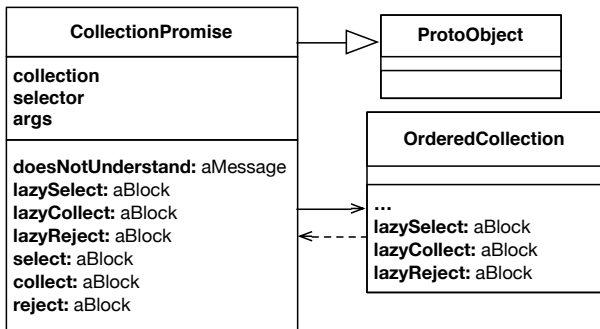 CollectionPromise
collection
selector
args
doesNotUnderstand: aMessage
lazySelect: aBlock
lazyCollect: aBlock
lazyReject: aBlock
select: aBlock
collect: aBlock
reject: aBlock
ProtoObject
OrderedCollection
...
lazySelect: aBlock
lazyCollect: aBlock
lazyReject: aBlock